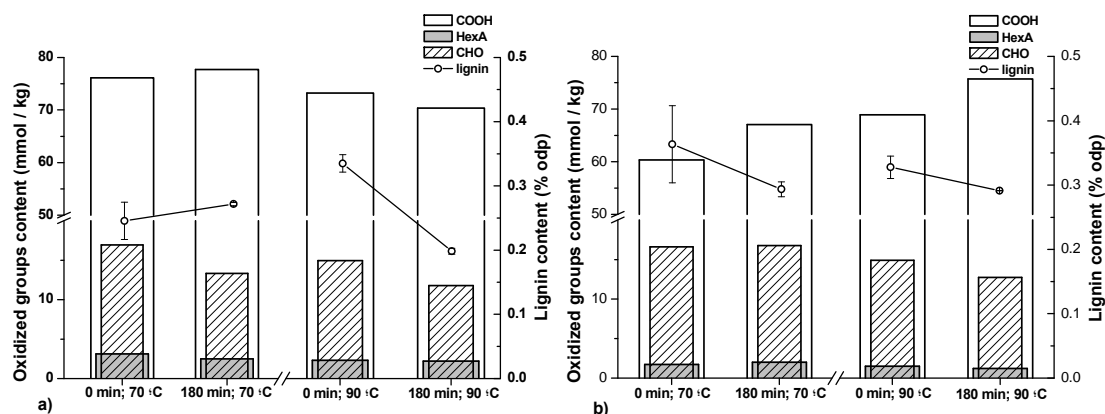 COOH
HexA
CHO
lignin
Oxidized groups content (mmol / kg)
80
70
60
50
10
0
Lignin content (% odp)
0.5
0.4
0.3
0.2
0.1
0.0
0 min; 70 °C 180 min; 70 °C 0 min; 90 °C 180 min; 90 °C
a)
COOH
HexA
CHO
lignin
Oxidized groups content (mmol / kg)
80
70
60
50
10
0
Lignin content (% odp)
0.5
0.4
0.3
0.2
0.1
0.0
0 min; 70 °C 180 min; 70 °C 0 min; 90 °C 180 min; 90 °C
b)